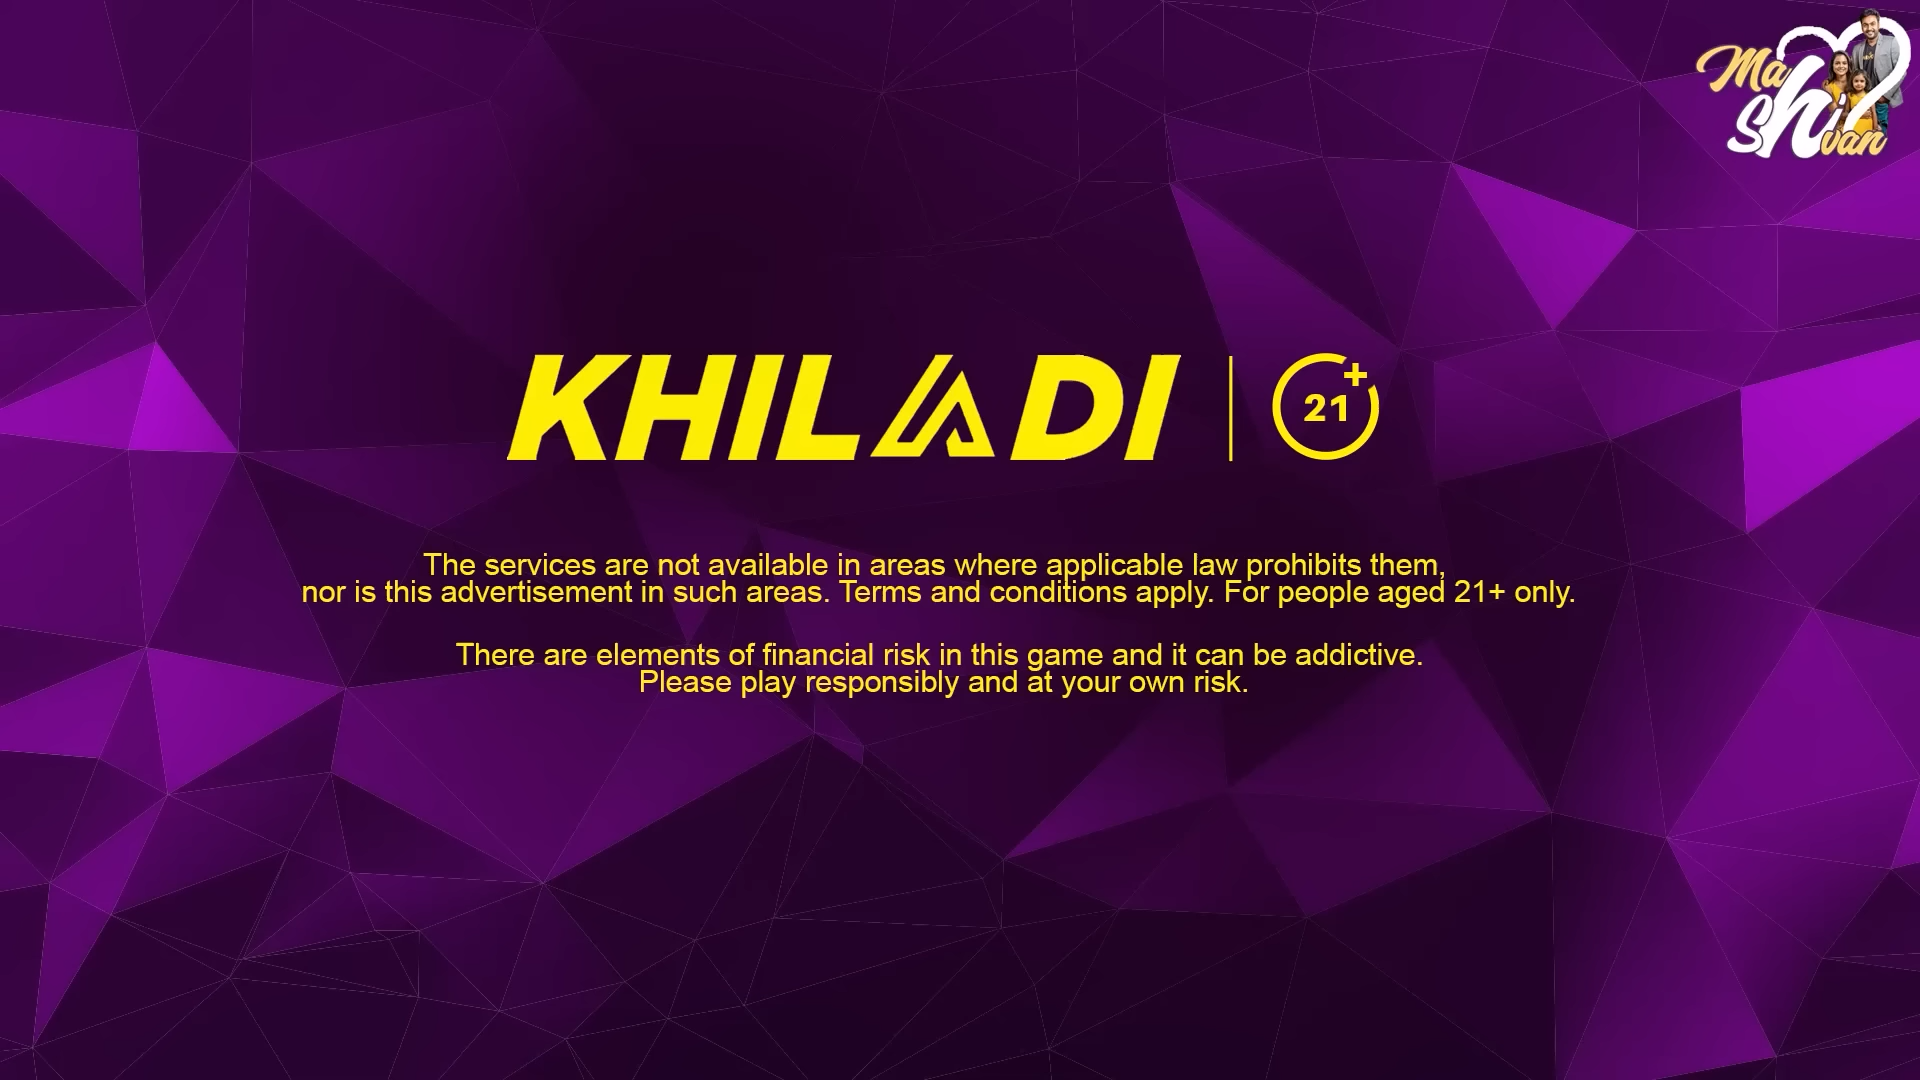 Ma
Shivan
KHILADI 21+
The services are not available in areas where applicable law prohibits them,
nor is this advertisement in such areas. Terms and conditions apply. For people aged 21+ only.
There are elements of financial risk in this game and it can be addictive.
Please play responsibly and at your own risk.